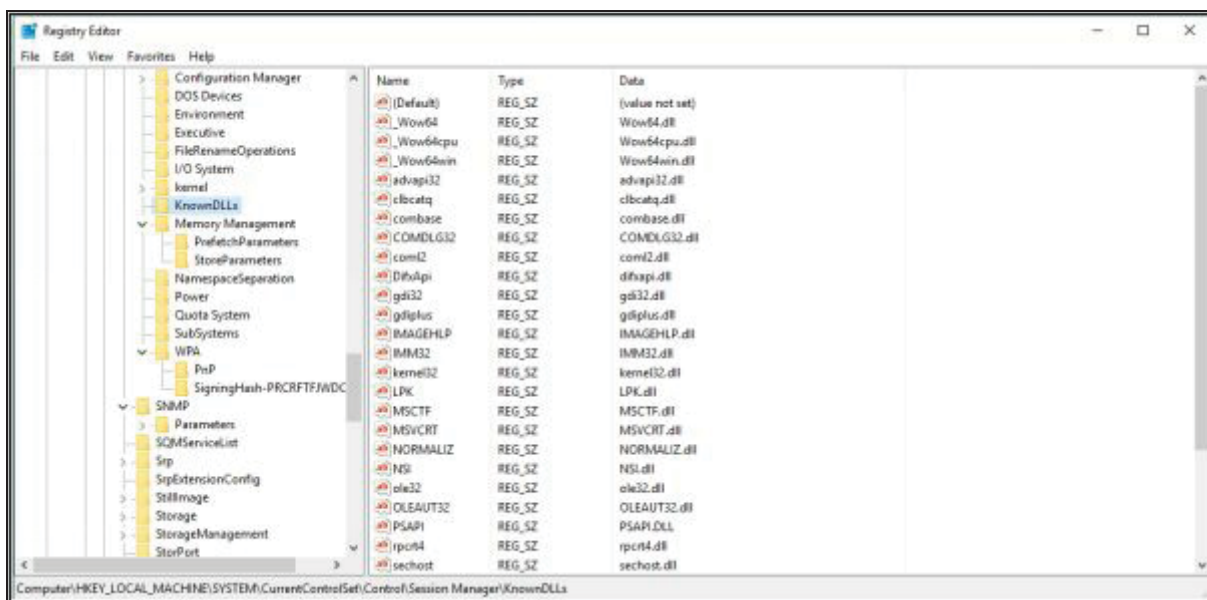 Registry Editor
File Edit View Favorites Help
Configuration Manager
DOS Devices
Environment
Executive
FileRenameOperations
I/O System
kernel
KnownDLLs
Memory Management
PrefetchParameters
StoreParameters
NamespaceSeparation
Power
Quota System
SubSystems
WPA
PnP
SigningHash-PRCRFTFJWDC
SNMP
Parameters
SQMServiceList
Srp
SrpExtensionConfig
StillImage
Storage
StorageManagement
StorPort
Name Type Data
(Default) REG_SZ (value not set)
_Wow64 REG_SZ Wow64.dll
_Wow64cpu REG_SZ Wow64cpu.dll
_Wow64win REG_SZ Wow64win.dll
advapi32 REG_SZ advapi32.dll
clbcatq REG_SZ clbcatq.dll
combase REG_SZ combase.dll
COMDLG32 REG_SZ COMDLG32.dll
coml2 REG_SZ coml2.dll
DifxApi REG_SZ difxapi.dll
gdi32 REG_SZ gdi32.dll
gdiplus REG_SZ gdiplus.dll
IMAGEHLP REG_SZ IMAGEHLP.dll
IMM32 REG_SZ IMM32.dll
kernel32 REG_SZ kernel32.dll
LPK REG_SZ LPK.dll
MSCTF REG_SZ MSCTF.dll
MSVCRT REG_SZ MSVCRT.dll
NORMALIZ REG_SZ NORMALIZ.dll
NSI REG_SZ NSI.dll
ole32 REG_SZ ole32.dll
OLEAUT32 REG_SZ OLEAUT32.dll
PSAPI REG_SZ PSAPI.DLL
rpcrt4 REG_SZ rpcrt4.dll
sechost REG_SZ sechost.dll
Computer\HKEY_LOCAL_MACHINE\SYSTEM\CurrentControlSet\Control\Session Manager\KnownDLLs